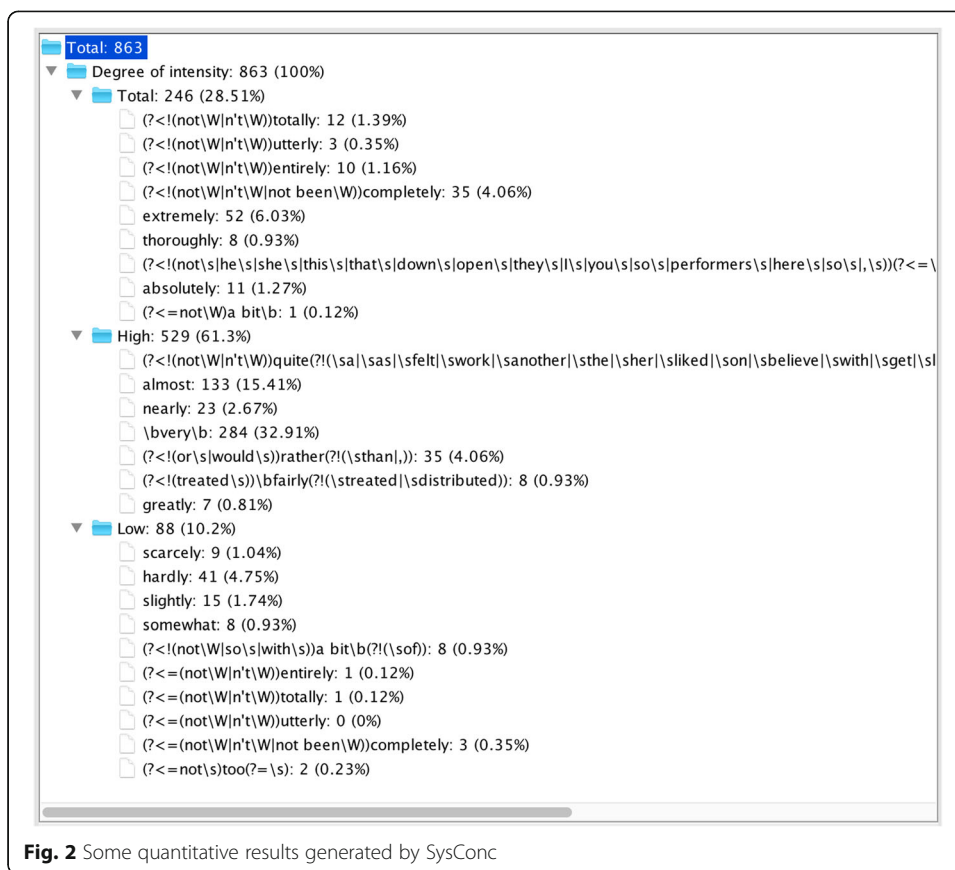 Total: 863
Degree of intensity: 863 (100%)
Total: 246 (28.51%)
(?<!(not\W|n't\W))totally: 12 (1.39%)
(?<!(not\W|n't\W))utterly: 3 (0.35%)
(?<!(not\W|n't\W))entirely: 10 (1.16%)
(?<!(not\W|n't\W|not been\W))completely: 35 (4.06%)
extremely: 52 (6.03%)
thoroughly: 8 (0.93%)
(?<!(not\s|he\s|she\s|this\s|that\s|down\s|open\s|they\s|I\s|you\s|so\s|performers\s|here\s|so\s|,\s))(?<=\
absolutely: 11 (1.27%)
(?<=not\W)a bit\b: 1 (0.12%)
High: 529 (61.3%)
(?<!(not\W|n't\W))quite(?!(\sa|\sas|\sfelt|\swork|\sanother|\sthe|\sher|\sliked|\son|\sbelieve|\swith|\sget|\sl
almost: 133 (15.41%)
nearly: 23 (2.67%)
\bvery\b: 284 (32.91%)
(?<!(or\s|would\s))rather(?!(\sthan|,)): 35 (4.06%)
(?<!(treated\s))\bfairly(?!(\streated|\sdistributed)): 8 (0.93%)
greatly: 7 (0.81%)
Low: 88 (10.2%)
scarcely: 9 (1.04%)
hardly: 41 (4.75%)
slightly: 15 (1.74%)
somewhat: 8 (0.93%)
(?<!(not\W|so\s|with\s))a bit\b(?!(\sof)): 8 (0.93%)
(?<=(not\W|n't\W))entirely: 1 (0.12%)
(?<=(not\W|n't\W))totally: 1 (0.12%)
(?<=(not\W|n't\W))utterly: 0 (0%)
(?<=(not\W|n't\W|not been\W))completely: 3 (0.35%)
(?<=not\s)too(?=\s): 2 (0.23%)
Fig. 2 Some quantitative results generated by SysConc